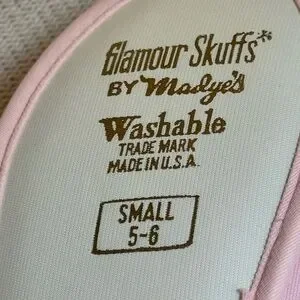 Glamour Skuffs*
BY Madye's
Washable
TRADE MARK
MADE IN U.S.A.
SMALL
5-6